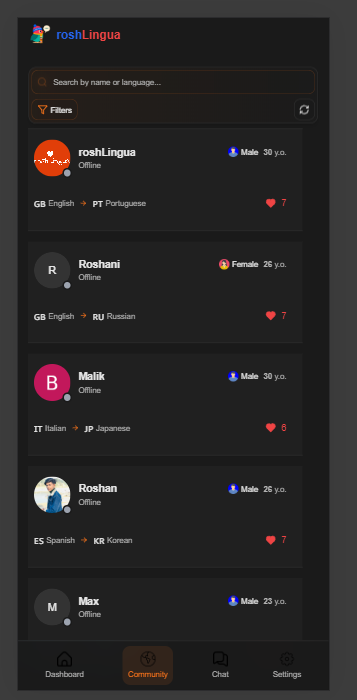 roshLingua
Search by name or language...
Filters
roshLingua Male 30 y.o.
Offline
GB English → PT Portuguese 7
R Roshani Female 26 y.o.
Offline
GB English → RU Russian 7
B Malik Male 30 y.o.
Offline
IT Italian → JP Japanese 6
Roshan Male 26 y.o.
Offline
ES Spanish → KR Korean 7
M Max Male 23 y.o.
Offline
Dashboard Community Chat Settings